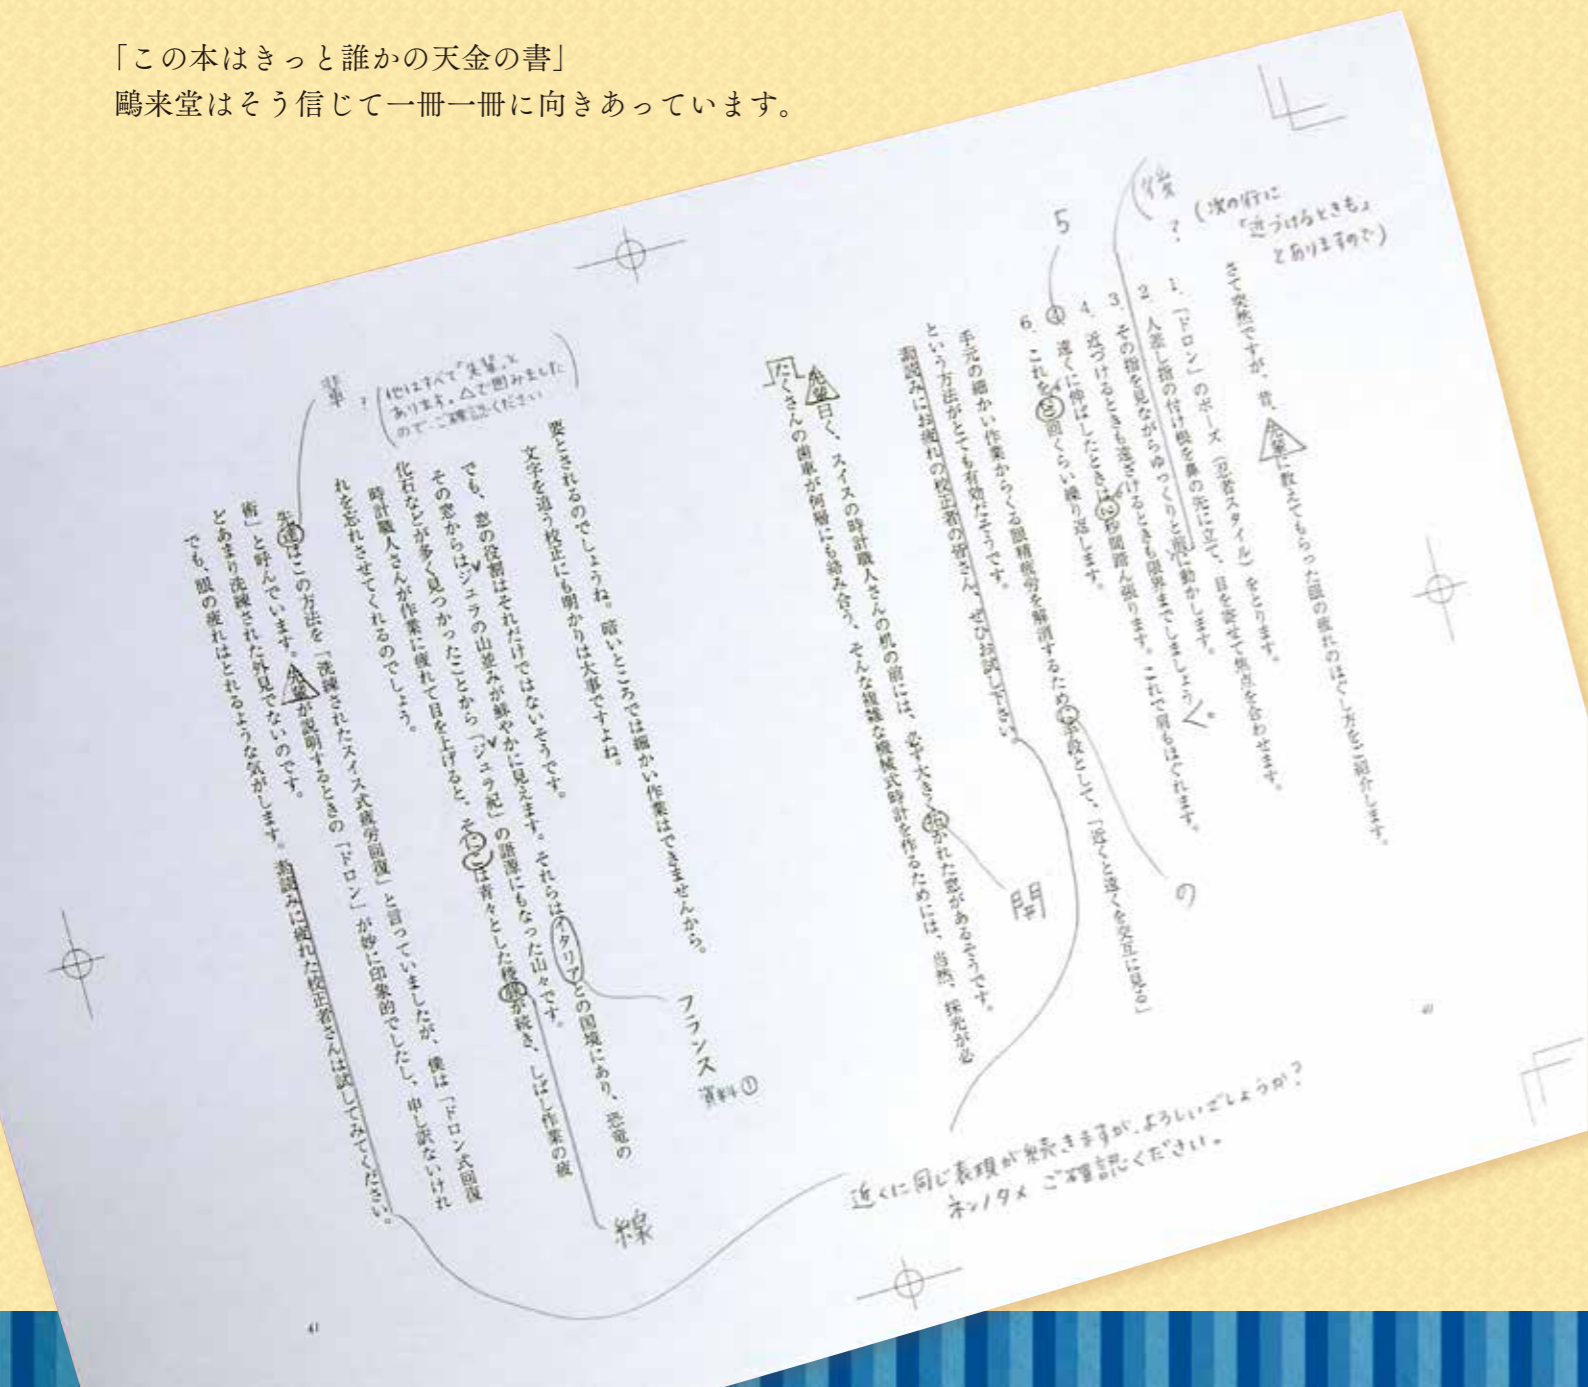 「この本はきっと誰かの天金の書」
鷗来堂はそう信じて一冊一冊に向きあっています。
(次の行に
「近づけるときも」
とありますので)
後
?
5
さて突然ですが、昔、先輩に教えてもらった眼の疲れのほぐし方をご紹介します。
1. 「ドロン」のポーズ(忍者スタイル)をとります。
2 人差し指の付け根を鼻の先に立て、目を寄せて焦点を合わせます。
3. その指を見ながらゆっくりと前に動かします。
4. 近づけるときも遠ざけるときも限界までしましょう。
4 遠くに伸ばしたときは 秒間踏ん張ります。これで肩もほぐれます。
6. これを 回くらい繰り返します。
手元の細かい作業からくる眼精疲労を解消するため 手段として、「近くと遠くを交互に見る」
という方法がとても有効だそうです。
素読みにお疲れの校正者の皆さん、ぜひお試し下さい。
の
先輩曰く、スイスの時計職人さんの机の前には、必ず大きく かれた窓があるそうです。
たくさんの歯車が何層にも絡み合う、そんな複雑な機械式時計を作るためには、当然、採光が必
開
40
近くに同じ表現が続きますが、よろしいでしょうか?
ネンノタメ ご確認ください。
輩
?
(他はすべて「先輩」と
あります。△で囲みました
ので ご確認ください)
要とされるのでしょうね。暗いところでは細かい作業はできませんから。
文字を追う校正にも明かりは大事ですよね。
でも、窓の役割はそれだけではないそうです。
その窓からはジュラの山並みが鮮やかに見えます。それらはイタリアとの国境にあり、恐竜の
化石などが多く見つかったことから「ジュラ紀」の語源にもなった山々です。
時計職人さんが作業に疲れて目を上げると、そ は青々とした稜 が続き、しばし作業の疲
れを忘れさせてくれるのでしょう。
先達はこの方法を「洗練されたスイス式疲労回復」と言っていましたが、僕は「ドロン式回復
術」と呼んでいます。先輩が説明するときの「ドロン」が妙に印象的でしたし、申し訳ないけれ
どあまり洗練された外見でないのです。
でも、眼の疲れはとれるような気がします。素読みに疲れた校正者さんは試してみてください。
フランス
資料①
線
41